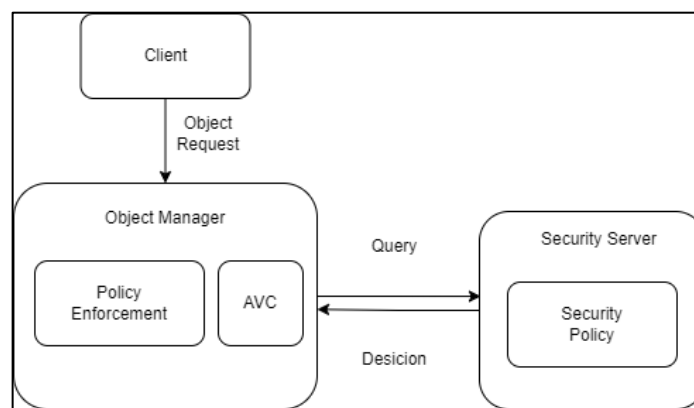 Client
Object
Request
Object Manager
Policy
Enforcement
AVC
Query
Desicion
Security Server
Security
Policy